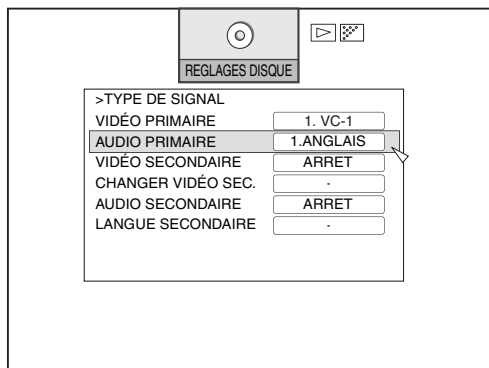 REGLAGES DISQUE
>TYPE DE SIGNAL
VIDÉO PRIMAIRE 1. VC-1
AUDIO PRIMAIRE 1.ANGLAIS
VIDÉO SECONDAIRE ARRET
CHANGER VIDÉO SEC. -
AUDIO SECONDAIRE ARRET
LANGUE SECONDAIRE -